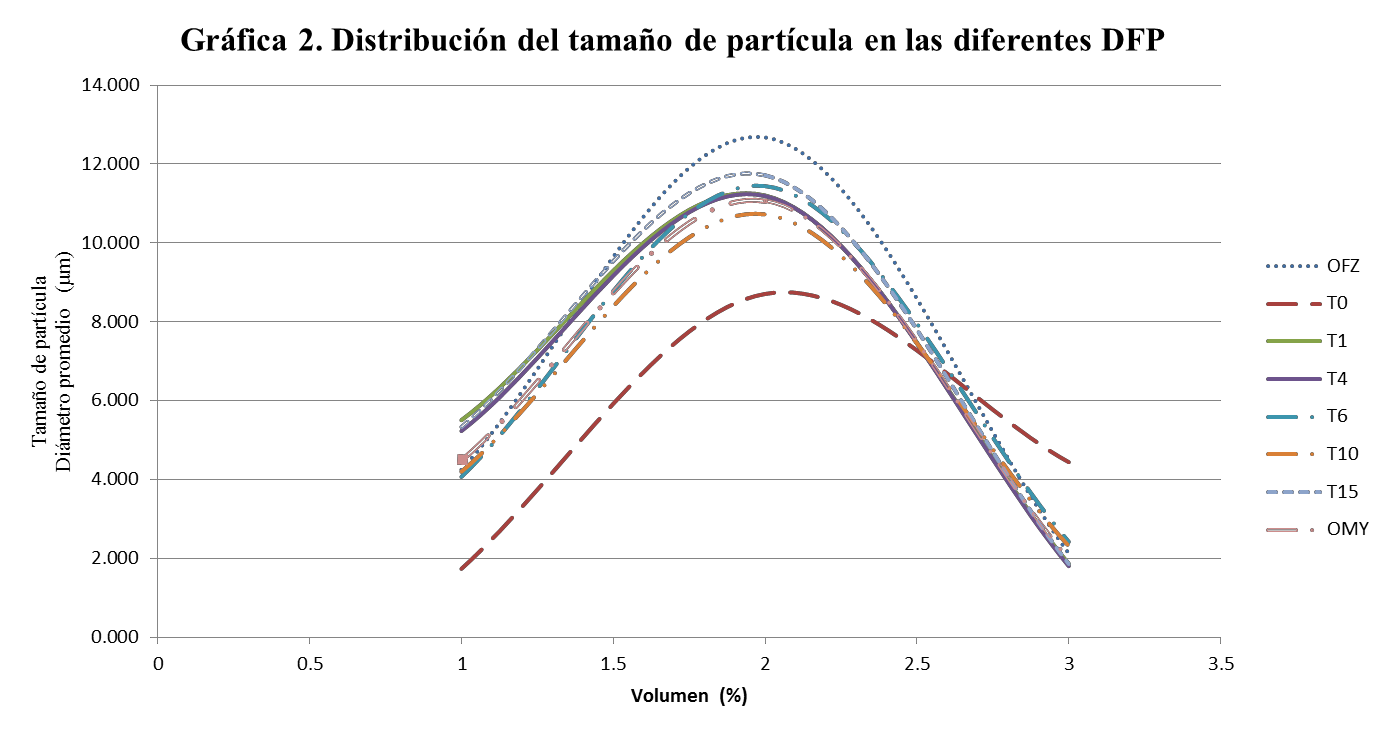 Gráfica 2. Distribución del tamaño de partícula en las diferentes DFP
14.000
12.000
10.000
8.000
6.000
4.000
2.000
0.000
Tamaño de partícula
Diámetro promedio (µm)
0
0.5
1
1.5
2
2.5
3
3.5
Volumen (%)
OFZ
T0
T1
T4
T6
T10
T15
OMY